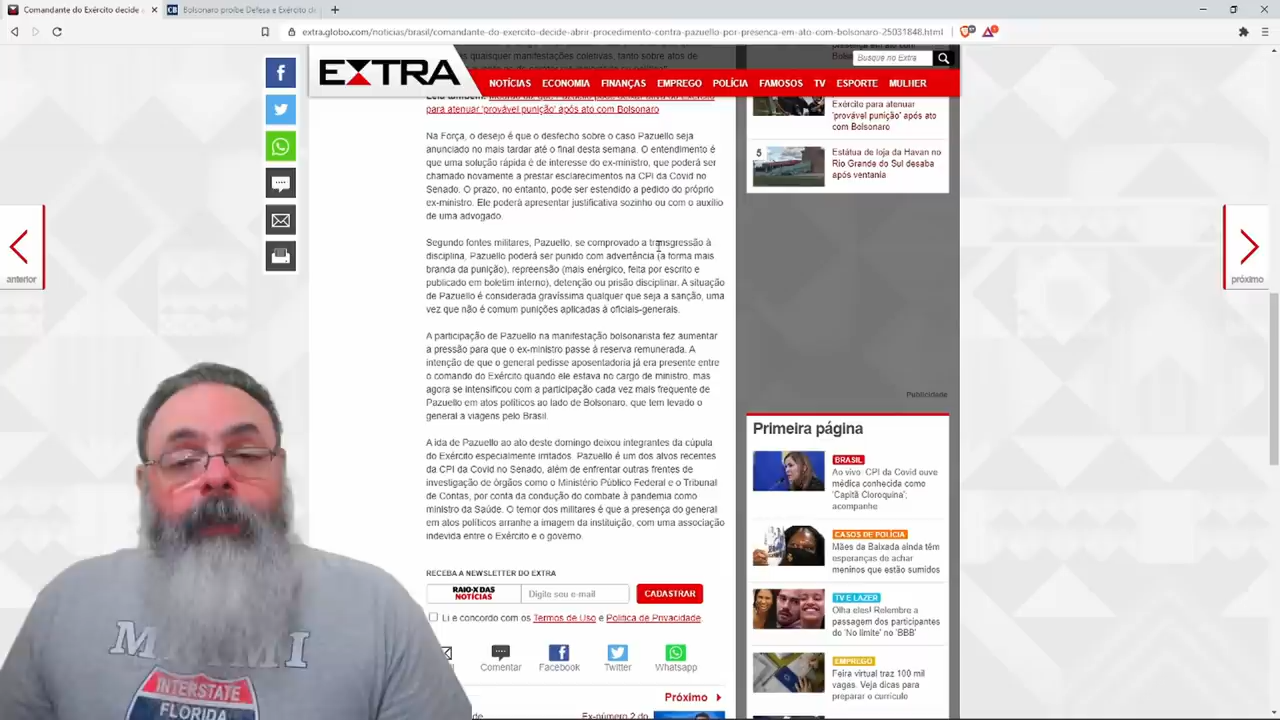 Comandante do Exército decide
Bolsonaro proíbe Defesa e Exército d
extra.globo.com/noticias/brasil/comandante-do-exercito-decide-abrir-procedimento-contra-pazuello-por-presenca-em-ato-com-bolsonaro-25031848.html
EXTRA
Busque no Extra
NOTÍCIAS ECONOMIA FINANÇAS EMPREGO POLÍCIA FAMOSOS TV ESPORTE MULHER
quaisquer manifestações coletivas, tanto sobre atos de
para atenuar 'provável punição' após ato com Bolsonaro
Na Força, o desejo é que o desfecho sobre o caso Pazuello seja
anunciado no mais tardar até o final desta semana. O entendimento é
que uma solução rápida é de interesse do ex-ministro, que poderá ser
chamado novamente a prestar esclarecimentos na CPI da Covid no
Senado. O prazo, no entanto, pode ser estendido a pedido do próprio
ex-ministro. Ele poderá apresentar justificativa sozinho ou com o auxílio
de uma advogado.
Segundo fontes militares, Pazuello, se comprovado a transgressão à
disciplina, Pazuello poderá ser punido com advertência (a forma mais
branda da punição), repreensão (mais enérgico, feita por escrito e
publicado em boletim interno), detenção ou prisão disciplinar. A situação
de Pazuello é considerada gravíssima qualquer que seja a sanção, uma
vez que não é comum punições aplicadas à oficiais-generais.
A participação de Pazuello na manifestação bolsonarista fez aumentar
a pressão para que o ex-ministro passe à reserva remunerada. A
intenção de que o general pedisse aposentadoria já era presente entre
o comando do Exército quando ele estava no cargo de ministro, mas
agora se intensificou com a participação cada vez mais frequente de
Pazuello em atos políticos ao lado de Bolsonaro, que tem levado o
general a viagens pelo Brasil.
A ida de Pazuello ao ato deste domingo deixou integrantes da cúpula
do Exército especialmente irritados. Pazuello é um dos alvos recentes
da CPI da Covid no Senado, além de enfrentar outras frentes de
investigação de órgãos como o Ministério Público Federal e o Tribunal
de Contas, por conta da condução do combate à pandemia como
ministro da Saúde. O temor dos militares é que a presença do general
em atos políticos arranhe a imagem da instituição, com uma associação
indevida entre o Exército e o governo.
RECEBA A NEWSLETTER DO EXTRA
RAIO-X DAS
NOTÍCIAS
Digite seu e-mail
CADASTRAR
Li e concordo com os Termos de Uso e Política de Privacidade.
Comentar Facebook Twitter Whatsapp
Próximo
Ex-número 2 do
anterior
próximo
Exército para atenuar
'provável punição' após
ato com Bolsonaro
5
Estátua de loja da Havan no
Rio Grande do Sul desaba
após ventania
Publicidade
Primeira página
BRASIL
Ao vivo: CPI da Covid ouve
médica conhecida como
'Capitã Cloroquina';
acompanhe
CASOS DE POLÍCIA
Mães da Baixada ainda têm
esperanças de achar
meninos que estão sumidos
TV E LAZER
Olha eles! Relembre a
passagem dos participantes
do 'No limite' no 'BBB'
EMPREGO
Feira virtual traz 100 mil
vagas. Veja dicas para
preparar o currículo